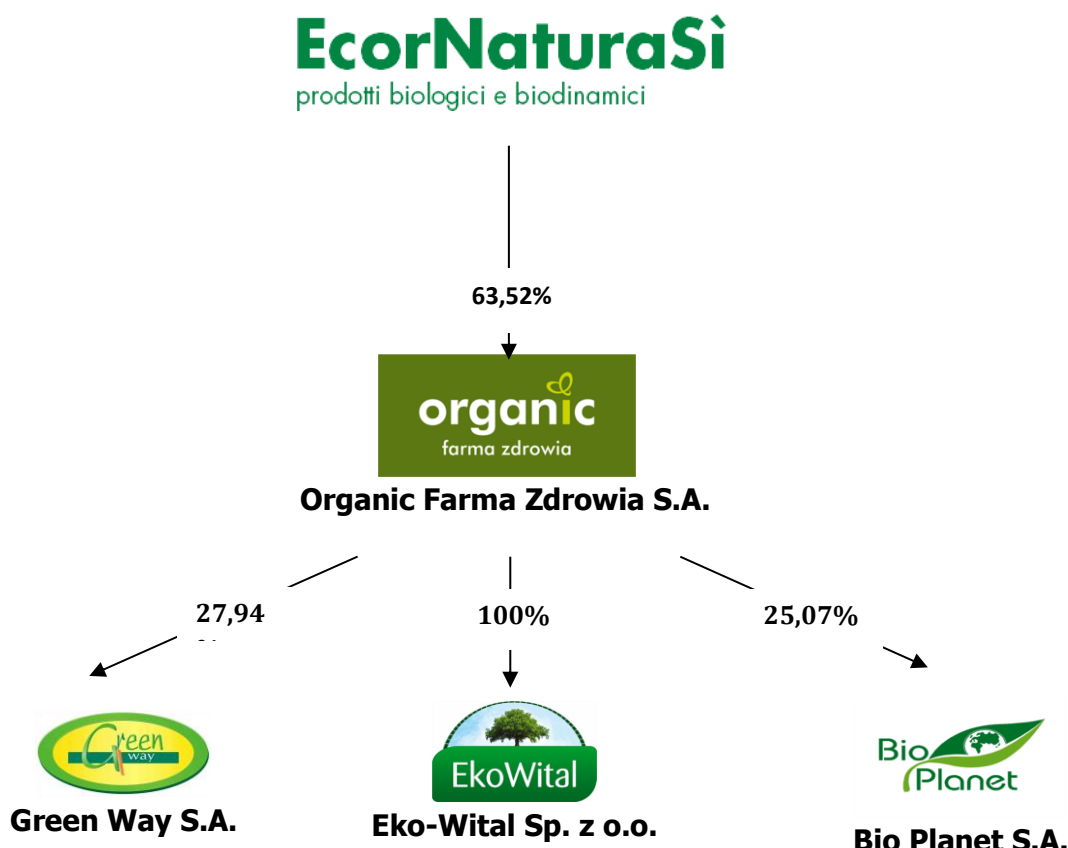 EcorNaturaSì
prodotti biologici e biodinamici
63,52%
organic
farma zdrowia
Organic Farma Zdrowia S.A.
27,94
100%
25,07%
Green
way
EkoWital
Bio
Planet
Green Way S.A.
Eko-Wital Sp. z o.o.
Bio Planet S.A.